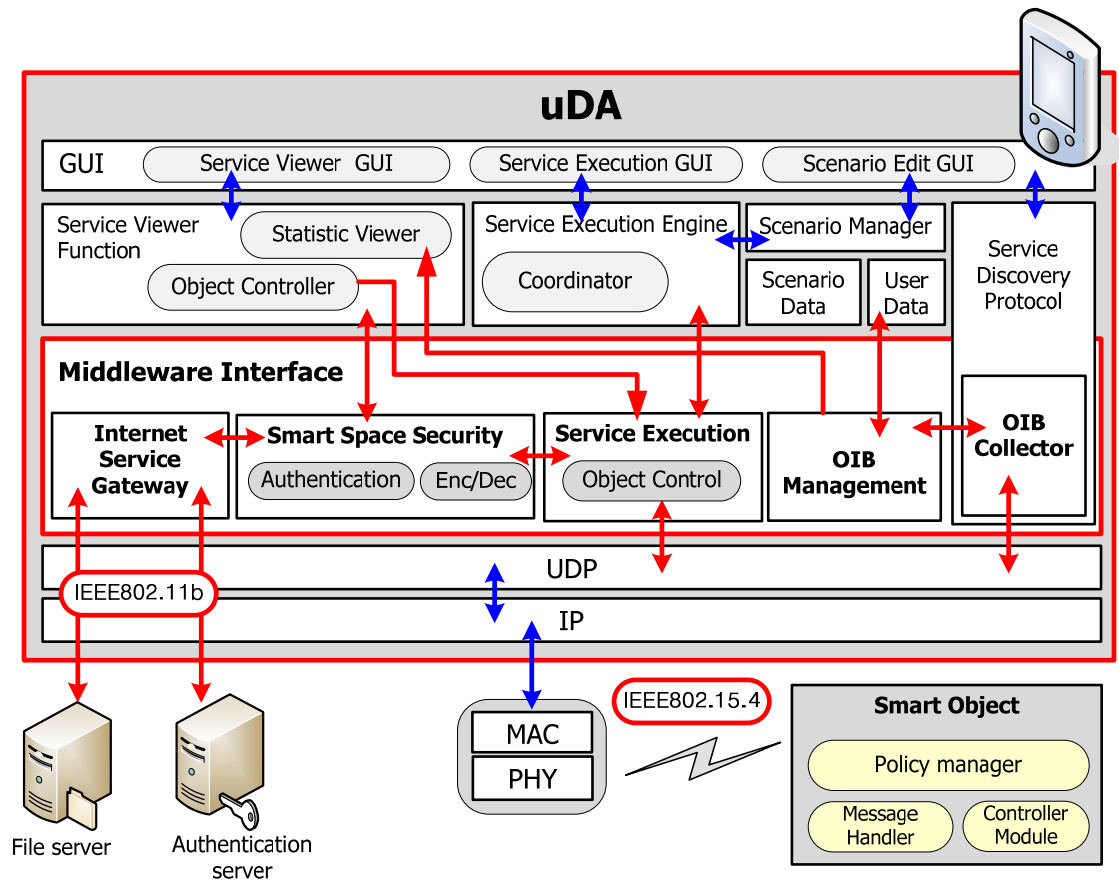 uDA
GUI
Service Viewer GUI
Service Execution GUI
Scenario Edit GUI
Service Viewer
Function
Statistic Viewer
Object Controller
Service Execution Engine
Coordinator
Scenario Manager
Scenario
Data
User
Data
Service
Discovery
Protocol
Middleware Interface
Internet
Service
Gateway
Smart Space Security
Authentication
Enc/Dec
Service Execution
Object Control
OIB
Management
OIB
Collector
UDP
IEEE802.11b
IP
File server
Authentication
server
MAC
PHY
IEEE802.15.4
Smart Object
Policy manager
Message
Handler
Controller
Module